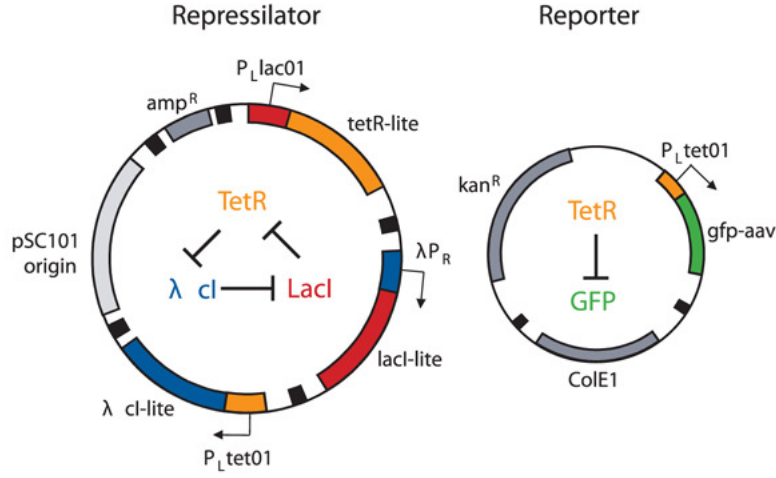 Repressilator
Reporter
PLlac01
ampR
tetR-lite
TetR
λ cI
LacI
pSC101
origin
λPR
lacI-lite
λ cI-lite
PLtet01
PLtet01
kanR
TetR
gfp-aav
GFP
ColE1